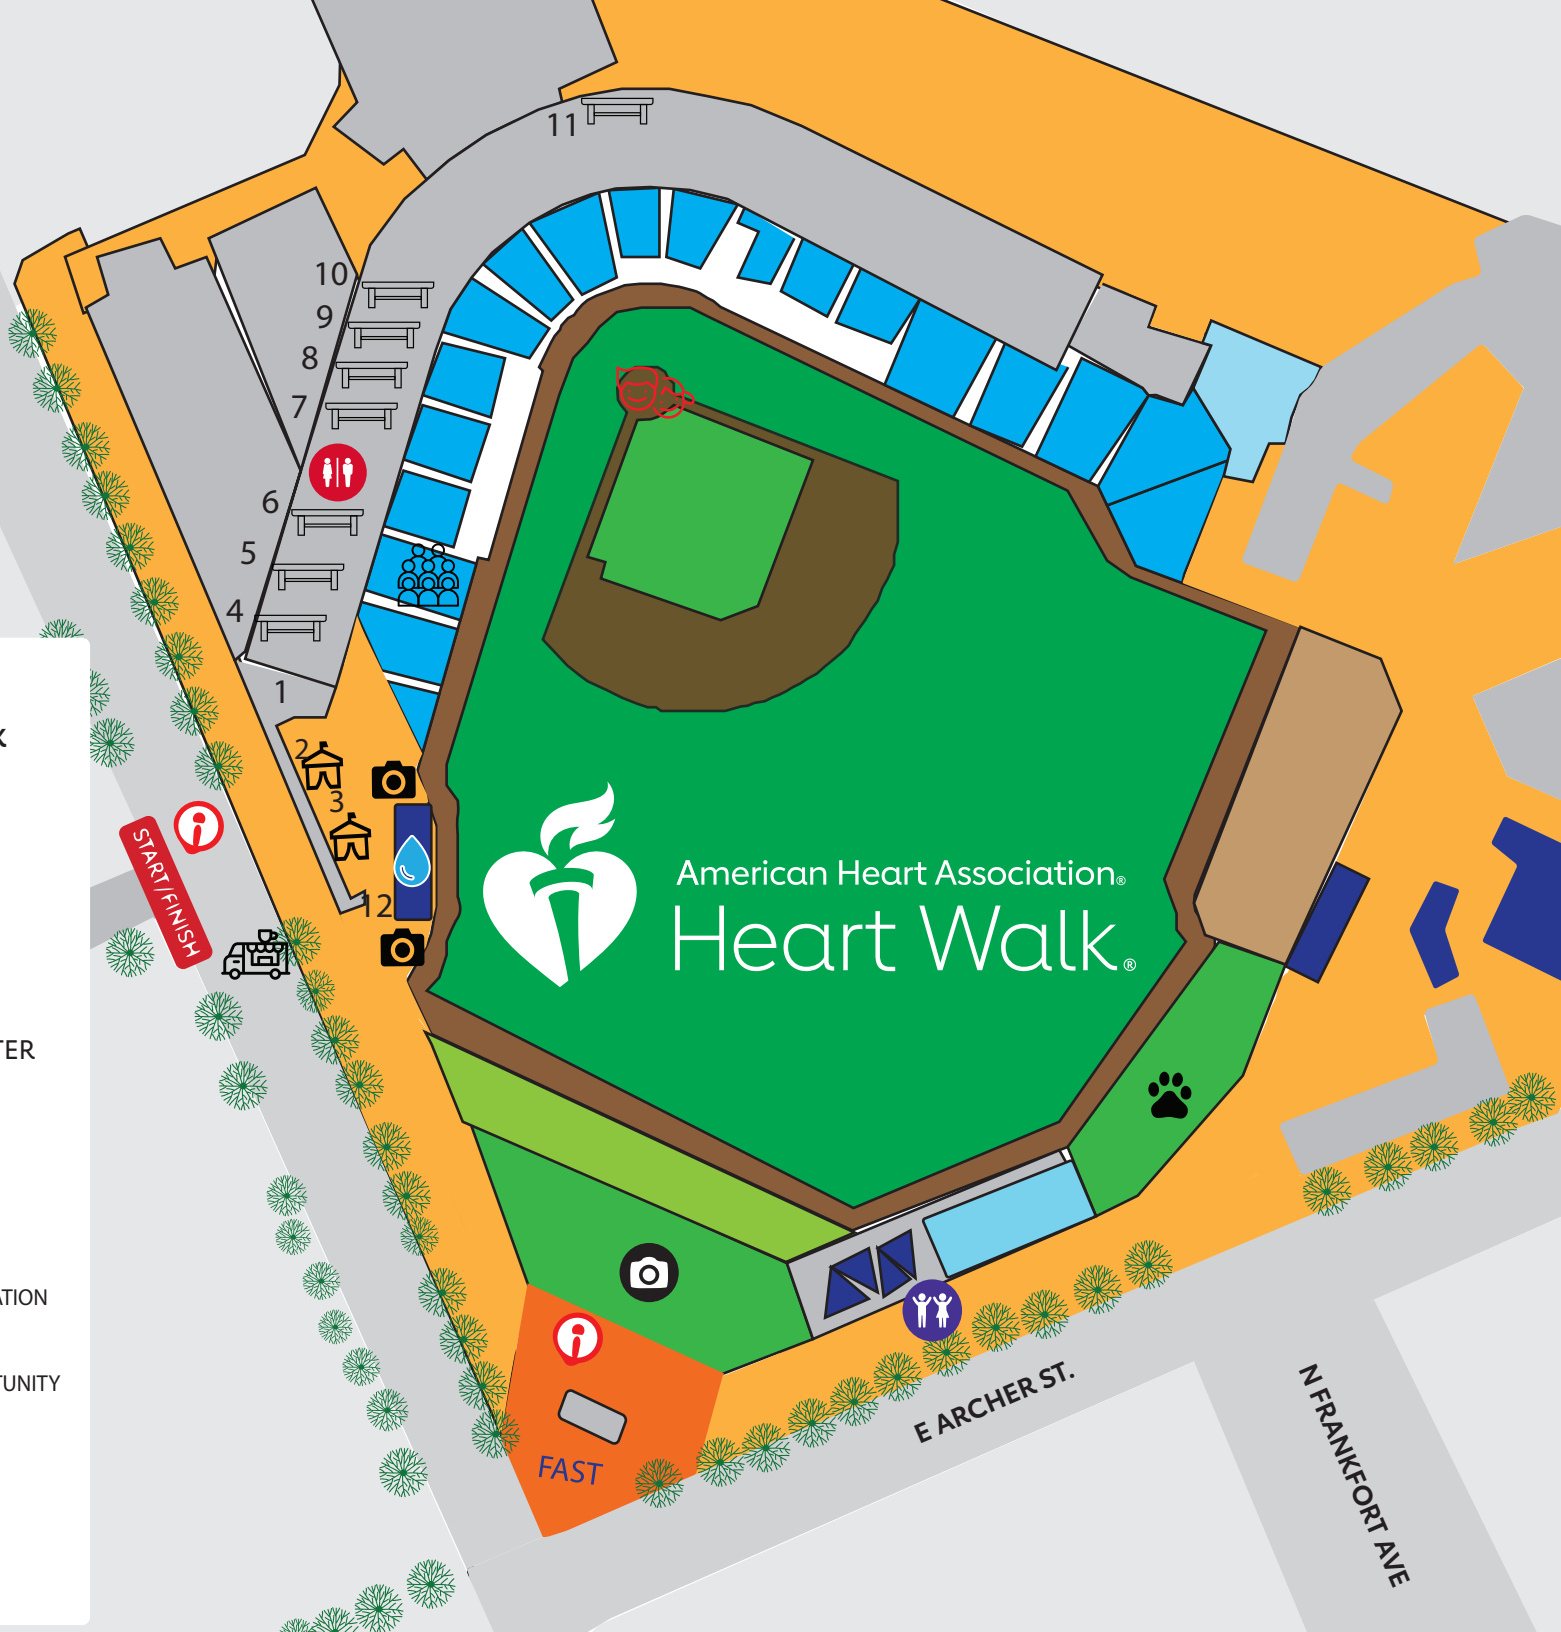 11
10
9
8
7
6
5
4
1
2
3
12
START/FINISH
American Heart Association®
Heart Walk®
FAST
E ARCHER ST.
N FRANKFORT AVE
K
TER
ATION
TUNITY